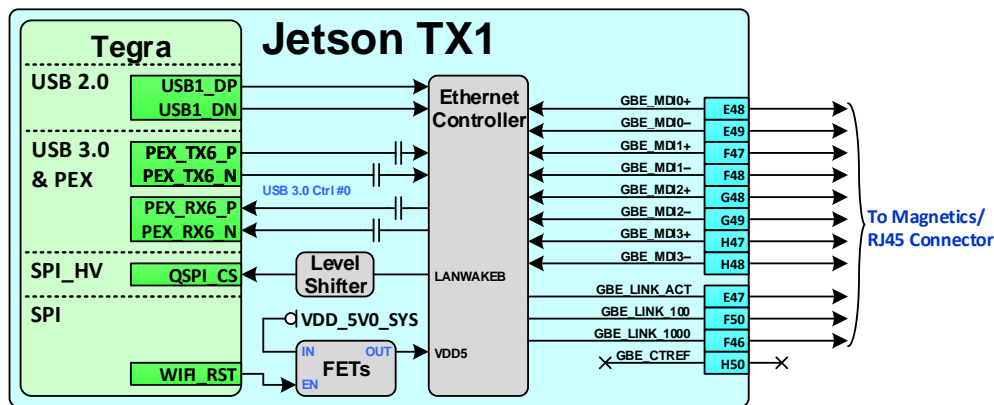 Jetson TX1
Tegra
USB 2.0
USB1_DP
USB1_DN
USB 3.0
& PEX
PEX_TX6_P
PEX_TX6_N
USB 3.0 Ctrl #0
PEX_RX6_P
PEX_RX6_N
SPI_HV
QSPI_CS
Level
Shifter
SPI
VDD_5V0_SYS
IN
OUT
FETs
EN
WIFI_RST
Ethernet
Controller
LANWAKEB
VDD5
GBE_MDI0+ E48
GBE_MDI0− E49
GBE_MDI1+ F47
GBE_MDI1− F48
GBE_MDI2+ G48
GBE_MDI2− G49
GBE_MDI3+ H47
GBE_MDI3− H48
GBE_LINK_ACT E47
GBE_LINK_100 F50
GBE_LINK_1000 F46
GBE_CTREF H50
To Magnetics/
RJ45 Connector